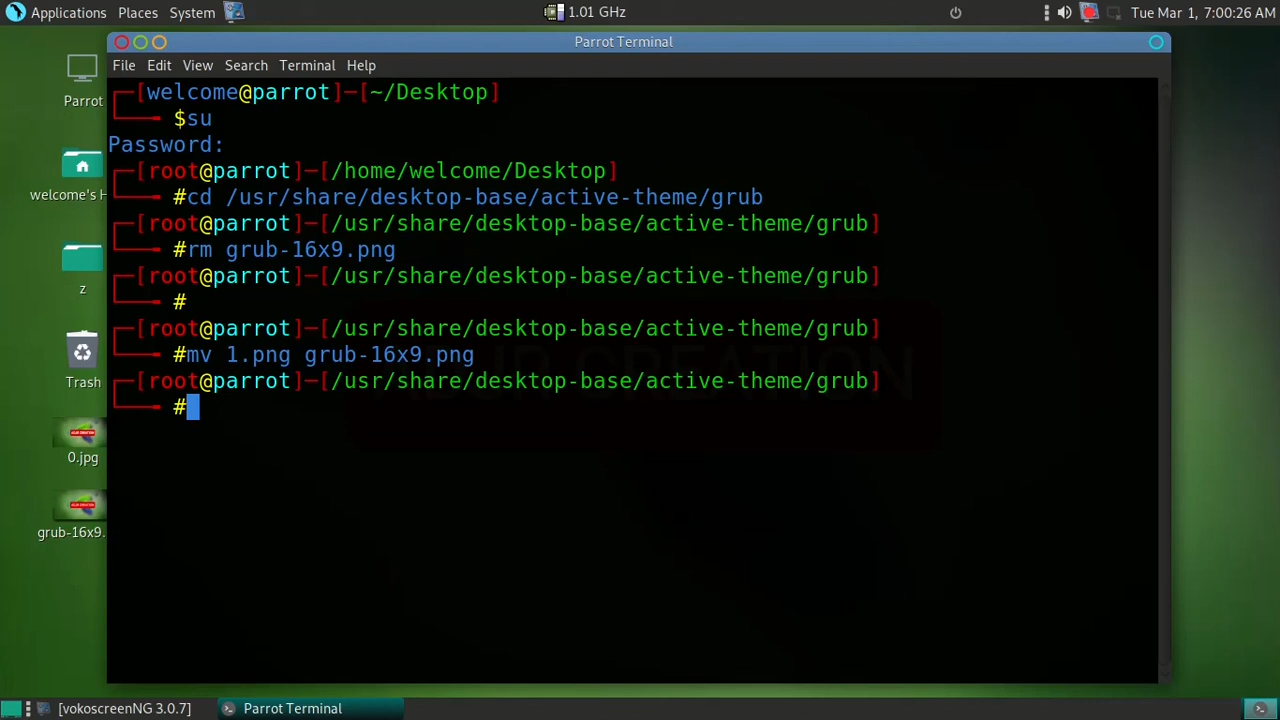 Applications Places System 1.01 GHz Tue Mar 1, 7:00:26 AM
Parrot Terminal
File Edit View Search Terminal Help
[welcome@parrot]─[~/Desktop]
$su
Password:
[root@parrot]─[/home/welcome/Desktop]
#cd /usr/share/desktop-base/active-theme/grub
[root@parrot]─[/usr/share/desktop-base/active-theme/grub]
#rm grub-16x9.png
[root@parrot]─[/usr/share/desktop-base/active-theme/grub]
#
[root@parrot]─[/usr/share/desktop-base/active-theme/grub]
#mv 1.png grub-16x9.png
[root@parrot]─[/usr/share/desktop-base/active-theme/grub]
#
Parrot
welcome's H
z
Trash
0.jpg
grub-16x9.
[vokoscreenNG 3.0.7] Parrot Terminal